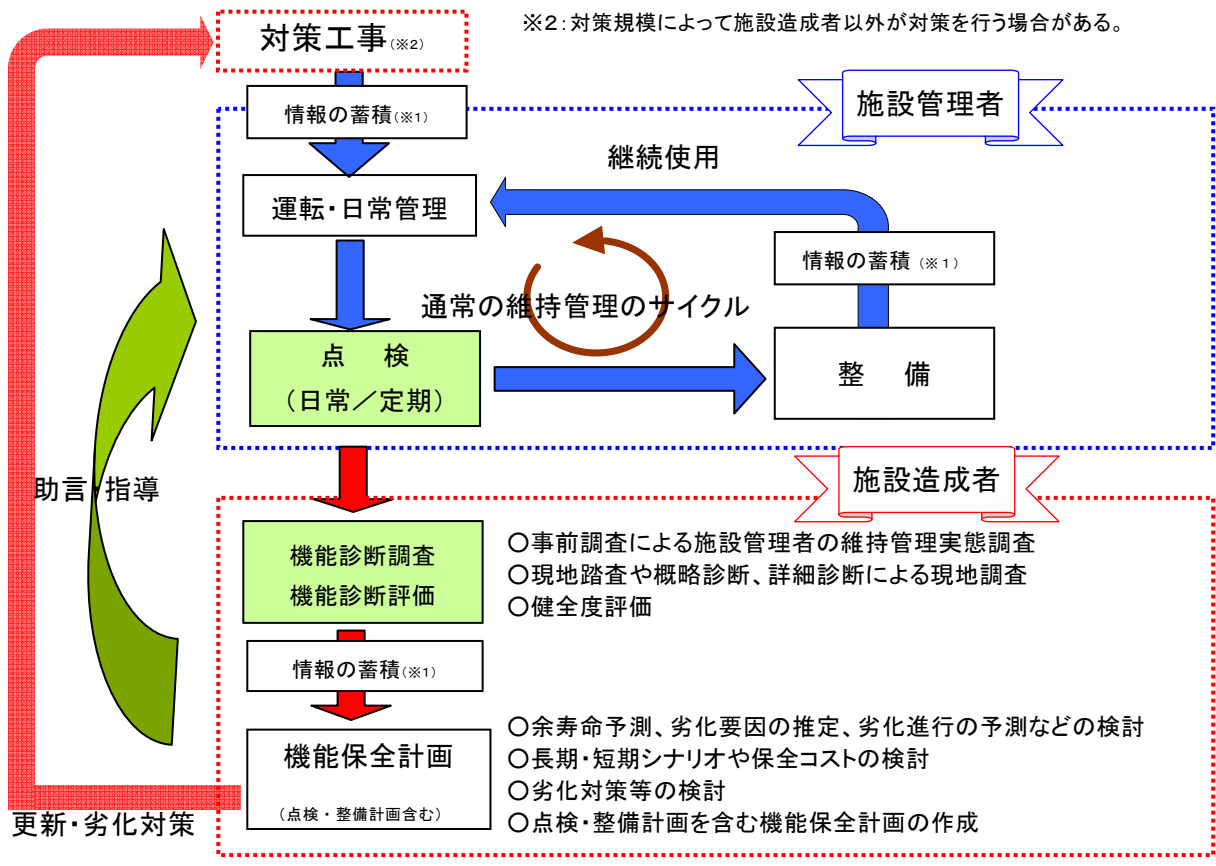 ※2：対策規模によって施設造成者以外が対策を行う場合がある。
対策工事(※2)
情報の蓄積(※1)
施設管理者
継続使用
運転・日常管理
情報の蓄積（※１）
通常の維持管理のサイクル
点　検
（日常／定期）
整　備
施設造成者
助言・指導
機能診断調査
機能診断評価
○事前調査による施設管理者の維持管理実態調査
○現地踏査や概略診断、詳細診断による現地調査
○健全度評価
情報の蓄積(※1)
機能保全計画
（点検・整備計画含む）
○余寿命予測、劣化要因の推定、劣化進行の予測などの検討
○長期・短期シナリオや保全コストの検討
○劣化対策等の検討
○点検・整備計画を含む機能保全計画の作成
更新・劣化対策